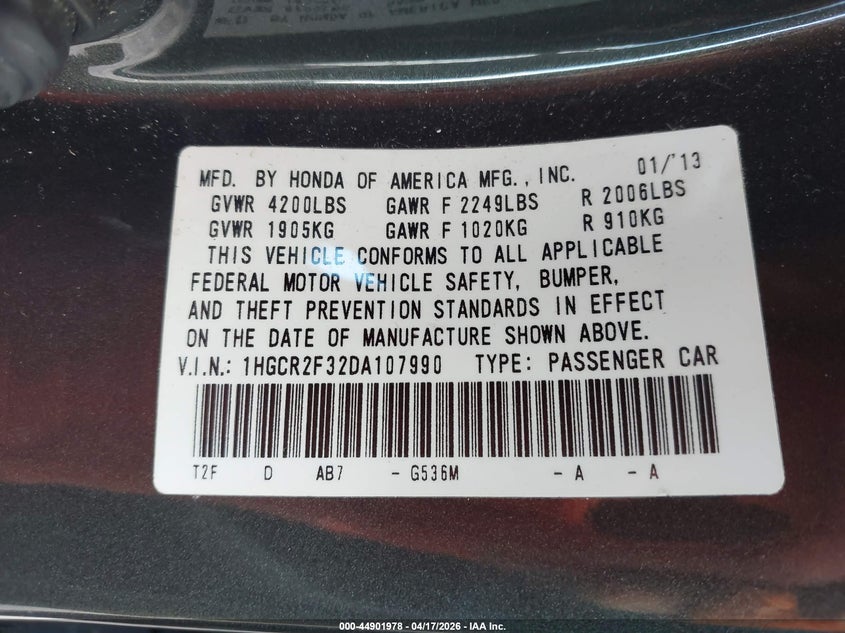 MFD. BY HONDA OF AMERICA MFG., INC. 01/'13
GVWR 4200LBS GAWR F 2249LBS R 2006LBS
GVWR 1905KG GAWR F 1020KG R 910KG
THIS VEHICLE CONFORMS TO ALL APPLICABLE
FEDERAL MOTOR VEHICLE SAFETY, BUMPER,
AND THEFT PREVENTION STANDARDS IN EFFECT
ON THE DATE OF MANUFACTURE SHOWN ABOVE.
V.I.N.: 1HGCR2F32DA107990 TYPE: PASSENGER CAR
T2F D AB7 - G536M - A - A
000-44901978 - 04/17/2026 - IAA Inc.